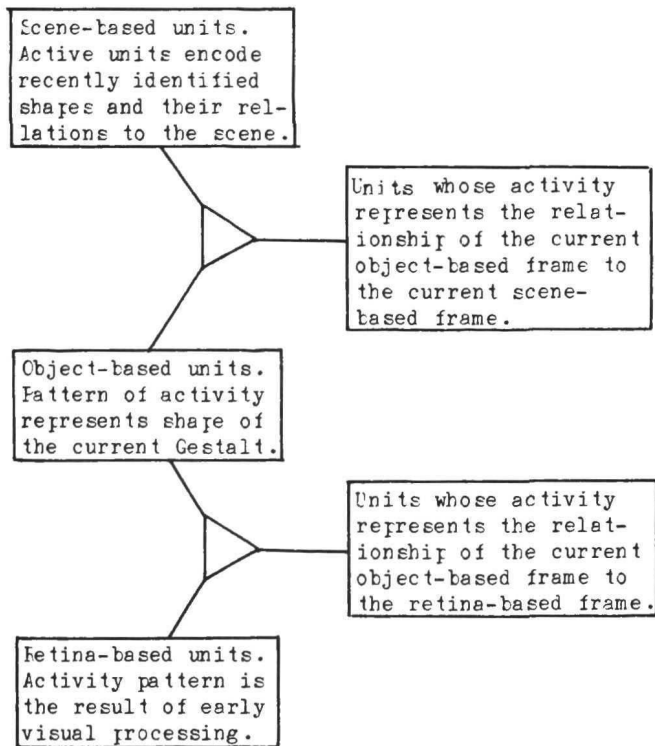 Scene-based units.
Active units encode
recently identified
shapes and their rel-
lations to the scene.
Units whose activity
represents the relat-
ionship of the current
object-based frame to
the current scene-
based frame.
Object-based units.
Pattern of activity
represents shape of
the current Gestalt.
Units whose activity
represents the relat-
ionship of the current
object-based frame to
the retina-based frame.
Retina-based units.
Activity pattern is
the result of early
visual processing.